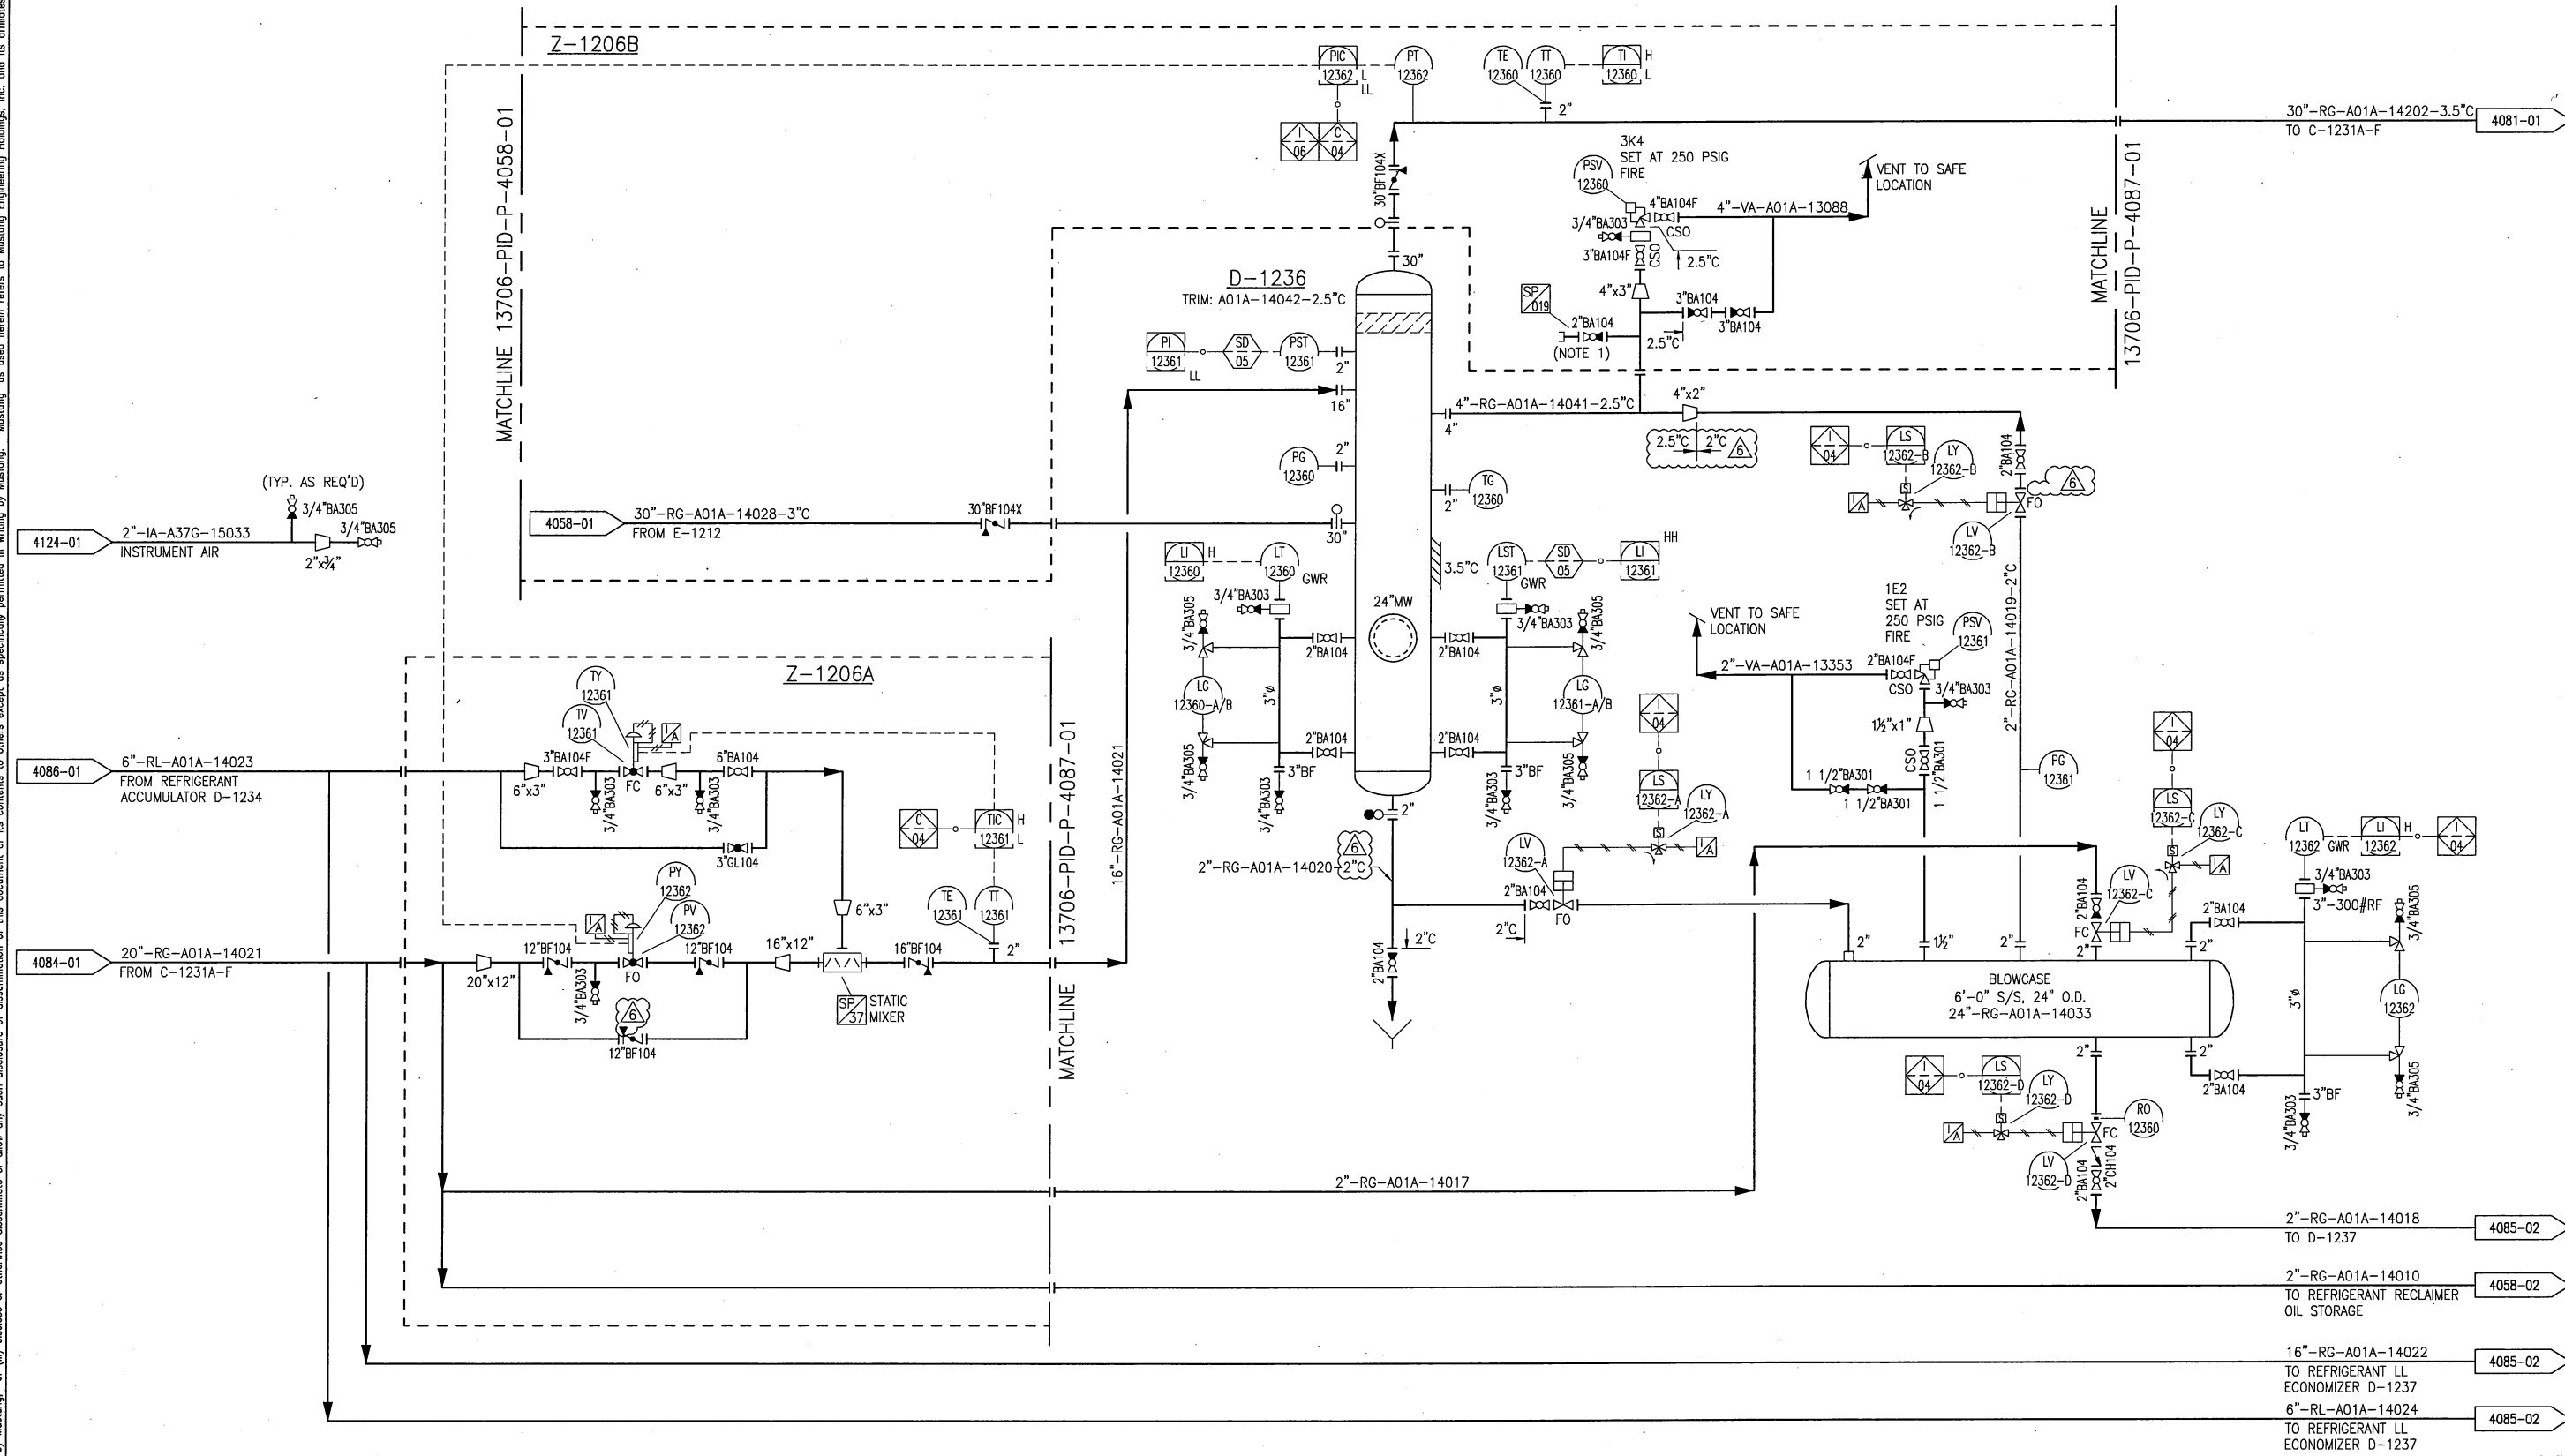 Z-1206B
MATCHLINE 13706-PID-P-4058-01
PIC
12362
L
LL
PT
12362
TE
12360
TT
12360
TI
12360
H
L
2"
I
06
C
04
30"-RG-A01A-14202-3.5"C
TO C-1231A-F
4081-01
MATCHLINE
13706-PID-P-4087-01
30"BF104X
30"
3K4
SET AT 250 PSIG
FIRE
PSV
12360
4"BA104F
CSO
3/4"BA303
3"BA104F
CSO
2.5"C
4"-VA-A01A-13088
VENT TO SAFE
LOCATION
4"x3"
SP
019
2"BA104
(NOTE 1)
2.5"C
3"BA104
3"BA104
D-1236
TRIM: A01A-14042-2.5"C
PI
12361
LL
SD
05
PST
12361
2"
16"
4"-RG-A01A-14041-2.5"C
4"
4"x2"
2.5"C
2"C
6
PG
12360
2"
TG
12360
2"
I
04
LS
12362-B
LY
12362-B
2"BA104
6
FO
I/A
LV
12362-B
(TYP. AS REQ'D)
3/4"BA305
3/4"BA305
4124-01
2"-IA-A37G-15033
INSTRUMENT AIR
2"x3/4"
4058-01
30"-RG-A01A-14028-3"C
FROM E-1212
30"BF104X
30"
3.5"C
24"MW
LI
12360
H
LT
12360
GWR
3/4"BA303
3/4"BA305
2"BA104
LG
12360-A/B
3"ø
2"BA104
3/4"BA305
3"BF
3/4"BA303
LST
12361
GWR
SD
05
LI
12361
HH
3/4"BA303
3/4"BA305
2"BA104
LG
12361-A/B
3"ø
2"BA104
3/4"BA305
3"BF
3/4"BA303
VENT TO SAFE
LOCATION
1E2
SET AT
250 PSIG
FIRE
PSV
12361
2"-VA-A01A-13353
2"BA104F
CSO
3/4"BA303
1½"x1"
CSO
1 1/2"BA301
1 1/2"BA301
1 1/2"BA301
2"-RG-A01A-14019-2"C
PG
12361
Z-1206A
TY
12361
TV
12361
I/A
4086-01
6"-RL-A01A-14023
FROM REFRIGERANT
ACCUMULATOR D-1234
3"BA104F
6"x3"
3/4"BA303
FC
6"x3"
3/4"BA303
6"BA104
3"GL104
C
04
TIC
12361
H
L
TE
12361
TT
12361
2"
PY
12362
PV
12362
I/A
6"x3"
4084-01
20"-RG-A01A-14021
FROM C-1231A-F
20"x12"
12"BF104
3/4"BA303
FO
12"BF104
16"x12"
16"BF104
6
12"BF104
SP
37
STATIC
MIXER
MATCHLINE 13706-PID-P-4087-01
16"-RG-A01A-14021
2"
6
2"-RG-A01A-14020-2"C
2"C
2"BA104
I
04
LS
12362-A
LY
12362-A
I/A
LV
12362-A
2"BA104
FO
2"C
I
04
LS
12362-C
LY
12362-C
I/A
LV
12362-C
2"BA104
FC
2"
1½"
2"
2"
2"
BLOWCASE
6'-0" S/S, 24" O.D.
24"-RG-A01A-14033
LT
12362
GWR
LI
12362
H
I
04
3/4"BA303
3"-300#RF
2"BA104
3/4"BA305
3"ø
LG
12362
3/4"BA305
2"
2"
2"BA104
3"BF
3/4"BA303
I
04
LS
12362-D
LY
12362-D
I/A
LV
12362-D
FC
RO
12360
2"BA104
2"CH104
2"-RG-A01A-14017
2"-RG-A01A-14018
TO D-1237
4085-02
2"-RG-A01A-14010
TO REFRIGERANT RECLAIMER
OIL STORAGE
4058-02
16"-RG-A01A-14022
TO REFRIGERANT LL
ECONOMIZER D-1237
4085-02
6"-RL-A01A-14024
TO REFRIGERANT LL
ECONOMIZER D-1237
4085-02